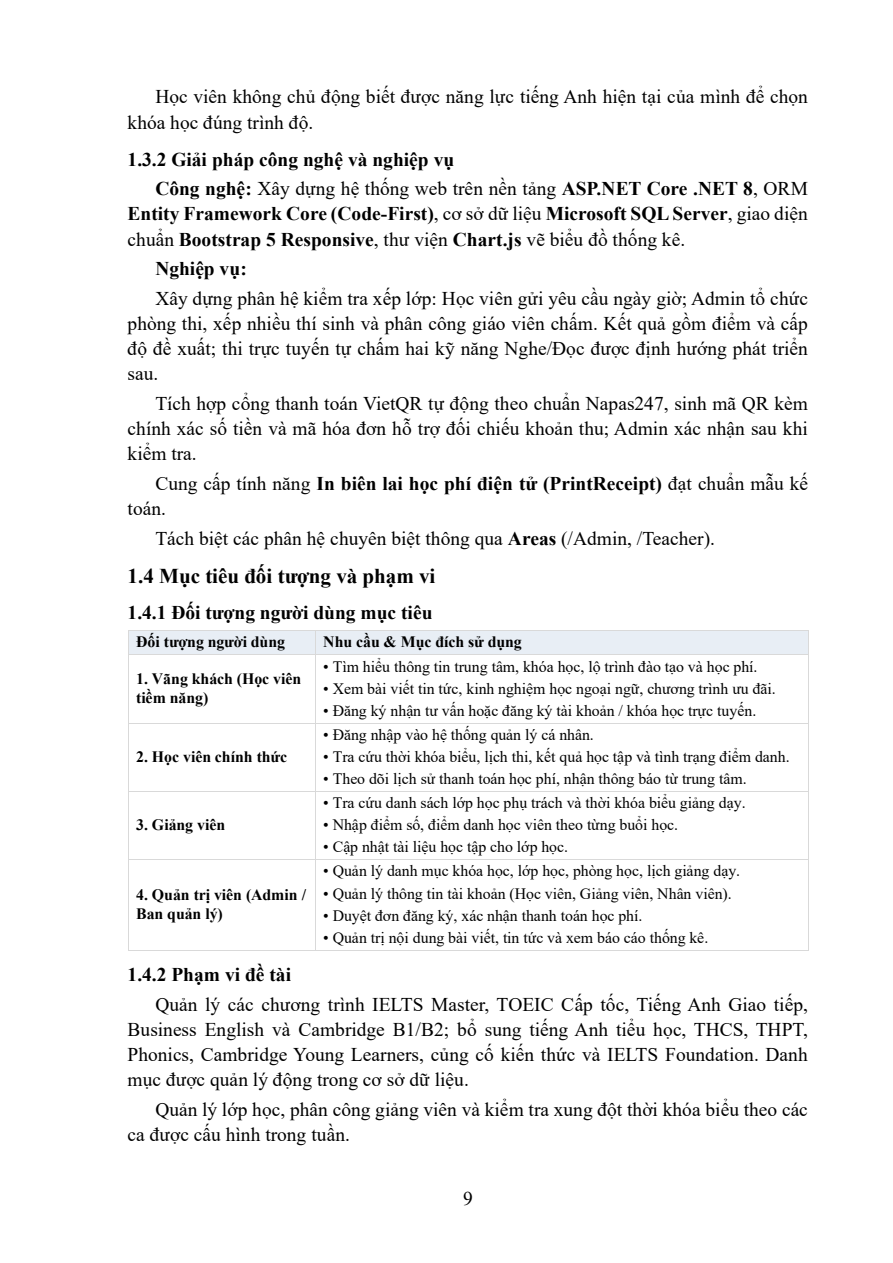 Học viên không chủ động biết được năng lực tiếng Anh hiện tại của mình để chọn
khóa học đúng trình độ.
1.3.2 Giải pháp công nghệ và nghiệp vụ
Công nghệ: Xây dựng hệ thống web trên nền tảng ASP.NET Core .NET 8, ORM
Entity Framework Core (Code-First), cơ sở dữ liệu Microsoft SQL Server, giao diện
chuẩn Bootstrap 5 Responsive, thư viện Chart.js vẽ biểu đồ thống kê.
Nghiệp vụ:
Xây dựng phân hệ kiểm tra xếp lớp: Học viên gửi yêu cầu ngày giờ; Admin tổ chức
phòng thi, xếp nhiều thí sinh và phân công giáo viên chấm. Kết quả gồm điểm và cấp
độ đề xuất; thi trực tuyến tự chấm hai kỹ năng Nghe/Đọc được định hướng phát triển
sau.
Tích hợp cổng thanh toán VietQR tự động theo chuẩn Napas247, sinh mã QR kèm
chính xác số tiền và mã hóa đơn hỗ trợ đối chiếu khoản thu; Admin xác nhận sau khi
kiểm tra.
Cung cấp tính năng In biên lai học phí điện tử (PrintReceipt) đạt chuẩn mẫu kế
toán.
Tách biệt các phân hệ chuyên biệt thông qua Areas (/Admin, /Teacher).
1.4 Mục tiêu đối tượng và phạm vi
1.4.1 Đối tượng người dùng mục tiêu
Đối tượng người dùng
Nhu cầu & Mục đích sử dụng
1. Vãng khách (Học viên
tiềm năng)
• Tìm hiểu thông tin trung tâm, khóa học, lộ trình đào tạo và học phí.
• Xem bài viết tin tức, kinh nghiệm học ngoại ngữ, chương trình ưu đãi.
• Đăng ký nhận tư vấn hoặc đăng ký tài khoản / khóa học trực tuyến.
2. Học viên chính thức
• Đăng nhập vào hệ thống quản lý cá nhân.
• Tra cứu thời khóa biểu, lịch thi, kết quả học tập và tình trạng điểm danh.
• Theo dõi lịch sử thanh toán học phí, nhận thông báo từ trung tâm.
3. Giảng viên
• Tra cứu danh sách lớp học phụ trách và thời khóa biểu giảng dạy.
• Nhập điểm số, điểm danh học viên theo từng buổi học.
• Cập nhật tài liệu học tập cho lớp học.
4. Quản trị viên (Admin /
Ban quản lý)
• Quản lý danh mục khóa học, lớp học, phòng học, lịch giảng dạy.
• Quản lý thông tin tài khoản (Học viên, Giảng viên, Nhân viên).
• Duyệt đơn đăng ký, xác nhận thanh toán học phí.
• Quản trị nội dung bài viết, tin tức và xem báo cáo thống kê.
1.4.2 Phạm vi đề tài
Quản lý các chương trình IELTS Master, TOEIC Cấp tốc, Tiếng Anh Giao tiếp,
Business English và Cambridge B1/B2; bổ sung tiếng Anh tiểu học, THCS, THPT,
Phonics, Cambridge Young Learners, củng cố kiến thức và IELTS Foundation. Danh
mục được quản lý động trong cơ sở dữ liệu.
Quản lý lớp học, phân công giảng viên và kiểm tra xung đột thời khóa biểu theo các
ca được cấu hình trong tuần.
9